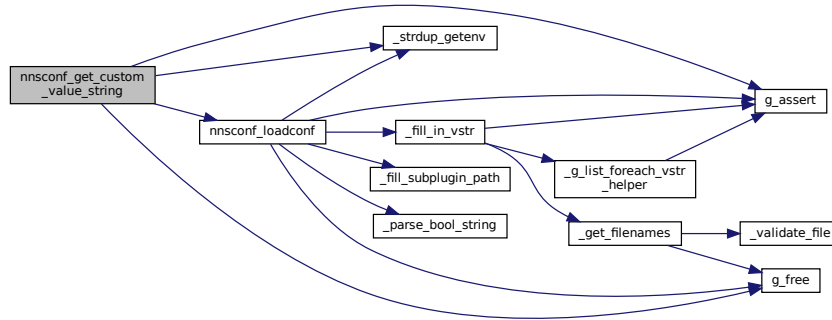 nnsconf_get_custom
_value_string
_strdup_getenv
g_assert
nnsconf_loadconf
_fill_in_vstr
_fill_subplugin_path
_g_list_foreach_vstr
_helper
_parse_bool_string
_get_filenames
_validate_file
g_free